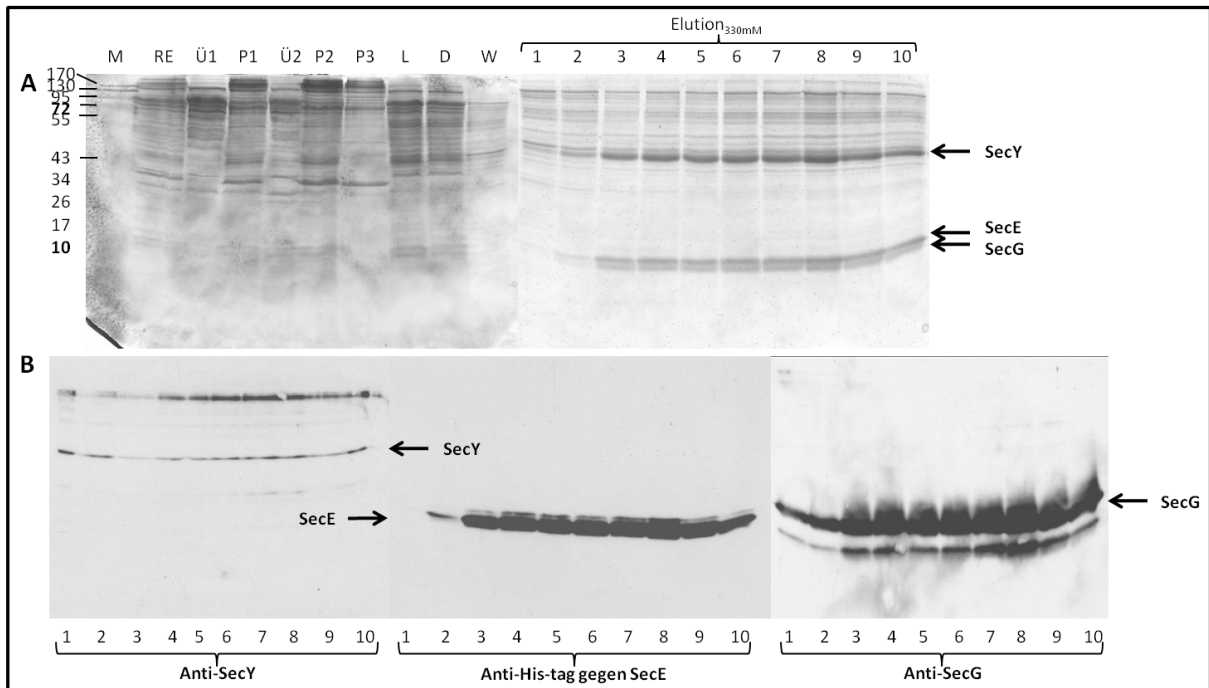 Elution330mM
M RE Ü1 P1 Ü2 P2 P3 L D W 1 2 3 4 5 6 7 8 9 10
A
170
130
95
72
55
43
34
26
17
10
SecY
SecE
SecG
B
SecY
SecE
SecG
1 2 3 4 5 6 7 8 9 10 1 2 3 4 5 6 7 8 9 10 1 2 3 4 5 6 7 8 9 10
Anti-SecY Anti-His-tag gegen SecE Anti-SecG